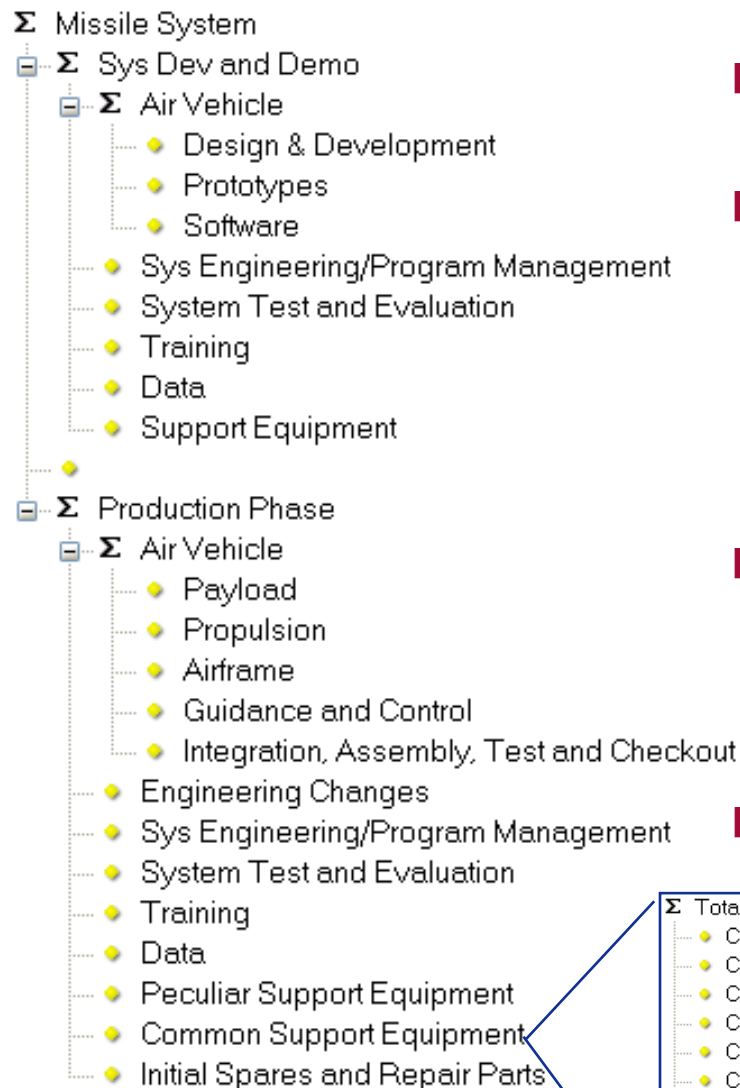 Σ Missile System
Σ Sys Dev and Demo
Σ Air Vehicle
Design & Development
Prototypes
Software
Sys Engineering/Program Management
System Test and Evaluation
Training
Data
Support Equipment
Σ Production Phase
Σ Air Vehicle
Payload
Propulsion
Airframe
Guidance and Control
Integration, Assembly, Test and Checkout
Engineering Changes
Sys Engineering/Program Management
System Test and Evaluation
Training
Data
Peculiar Support Equipment
Common Support Equipment
Initial Spares and Repair Parts
Σ